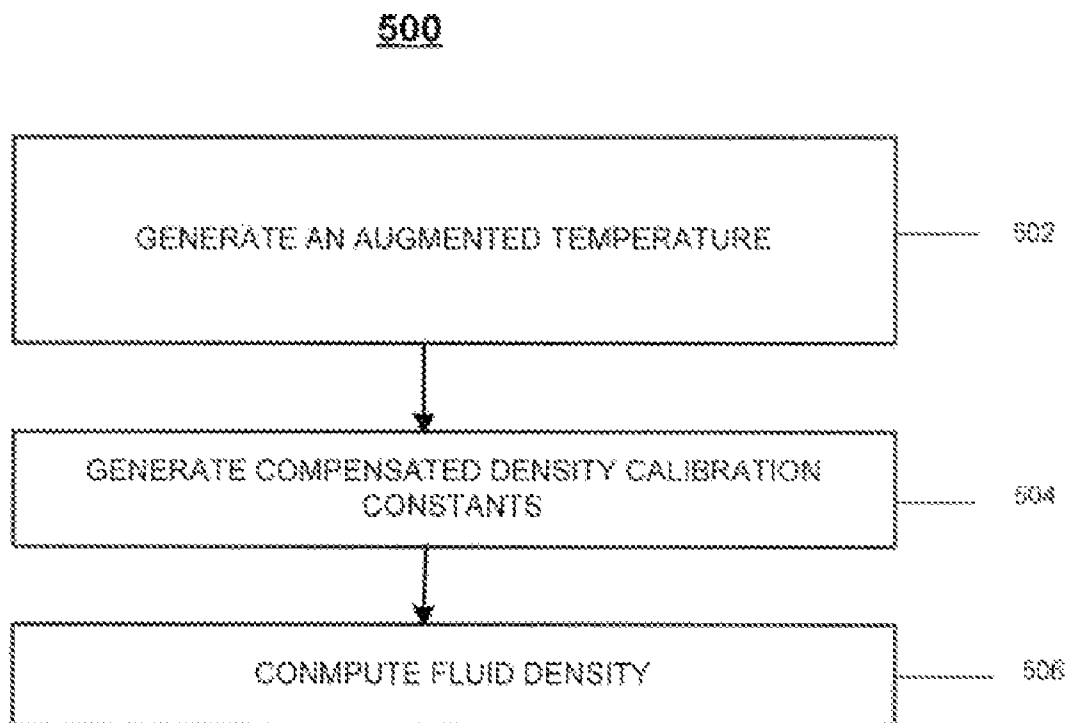 500
GENERATE AN AUGMENTED TEMPERATURE
502
GENERATE COMPENSATED DENSITY CALIBRATION
CONSTANTS
504
CONMPUTE FLUID DENSITY
506